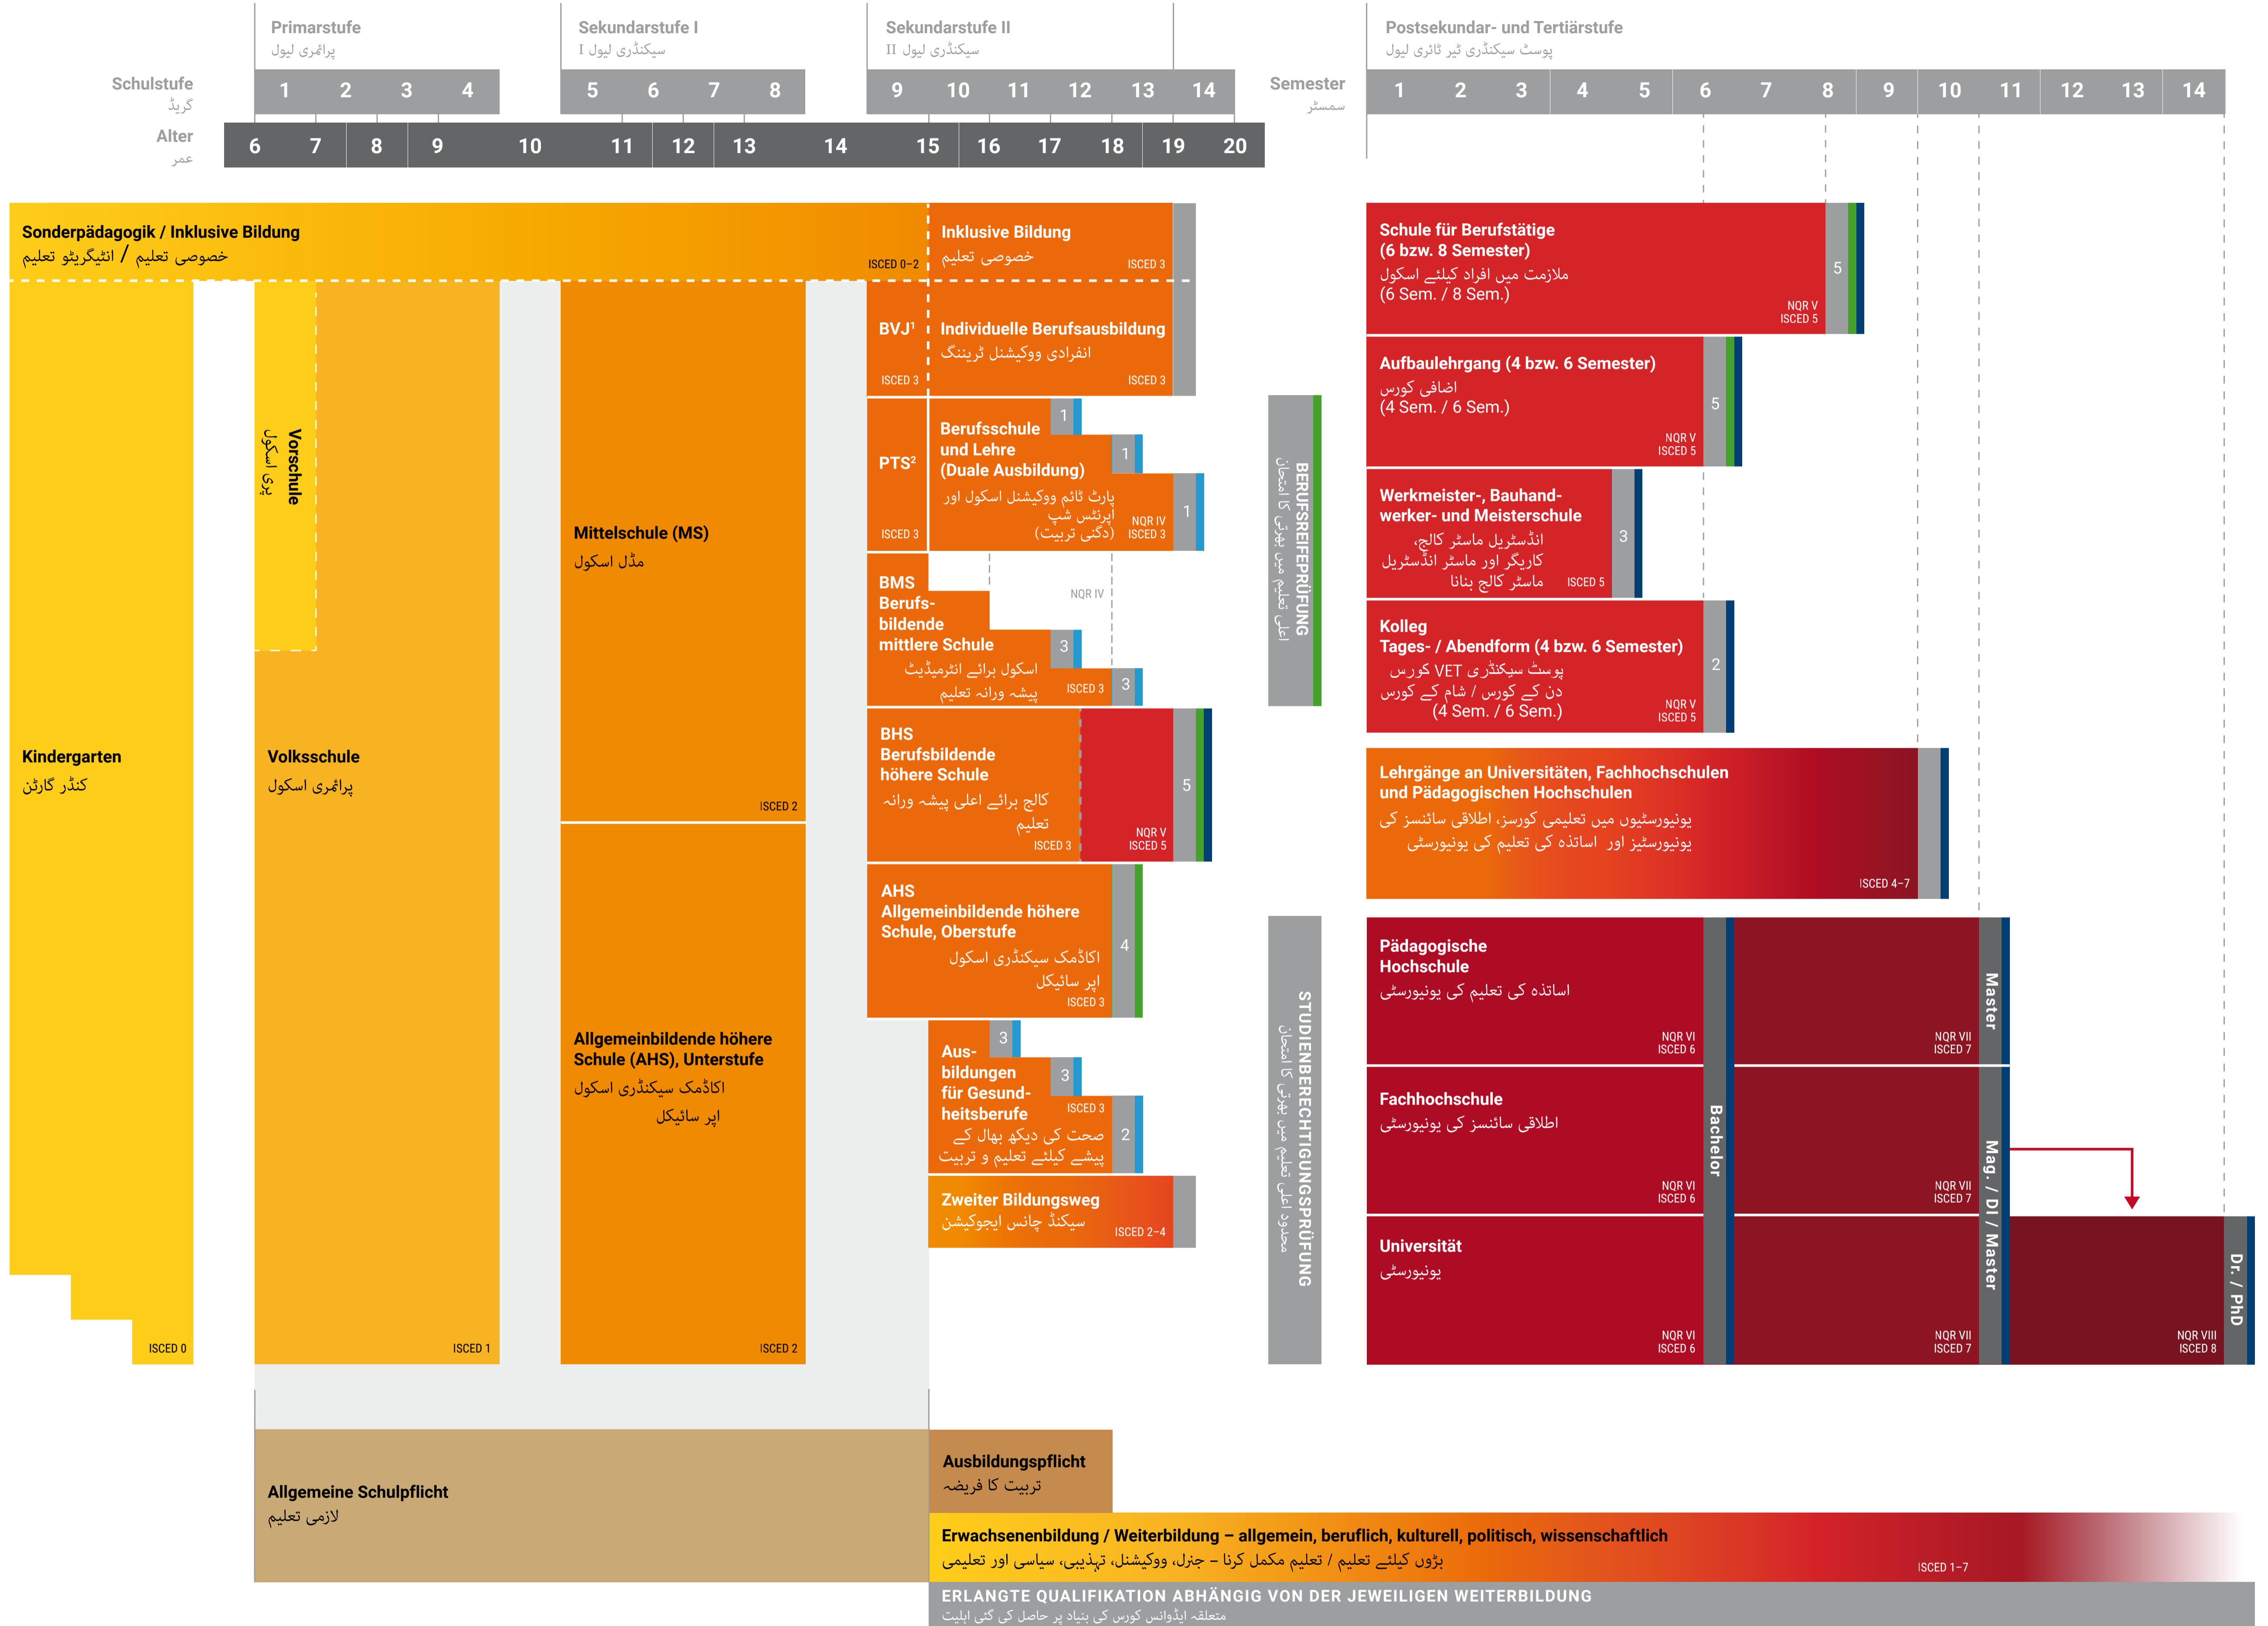 Primarstufe
پرائمری لیول
Sekundarstufe I
سیکنڈری لیول I
Sekundarstufe II
سیکنڈری لیول II
Postsekundar- und Tertiärstufe
پوسٹ سیکنڈری ٹیر ٹائری لیول
Schulstufe
گریڈ
1 2 3 4 5 6 7 8 9 10 11 12 13 14
Semester
سمسٹر
1 2 3 4 5 6 7 8 9 10 11 12 13 14
Alter
عمر
6 7 8 9 10 11 12 13 14 15 16 17 18 19 20
Sonderpädagogik / Inklusive Bildung
خصوصی تعلیم / انٹیگریٹو تعلیم
ISCED 0–2
Kindergarten
کنڈر گارٹن
ISCED 0
Vorschule
پری اسکول
Volksschule
پرائمری اسکول
ISCED 1
Mittelschule (MS)
مڈل اسکول
ISCED 2
Allgemeinbildende höhere
Schule (AHS), Unterstufe
اکاڈمک سیکنڈری اسکول
اپر سائیکل
ISCED 2
Inklusive Bildung
خصوصی تعلیم
ISCED 3
BVJ¹
ISCED 3
Individuelle Berufsausbildung
انفرادی ووکیشنل ٹریننگ
ISCED 3
PTS²
ISCED 3
Berufsschule
und Lehre
(Duale Ausbildung)
پارٹ ٹائم ووکیشنل اسکول اور
اپرنٹس شپ
(دگنی تربیت)
NQR IV
ISCED 3
1
1
1
BMS
Berufs-
bildende
mittlere Schule
اسکول برائے انٹرمیڈیٹ
پیشہ ورانہ تعلیم
ISCED 3
NQR IV
3
3
BHS
Berufsbildende
höhere Schule
کالج برائے اعلی پیشہ ورانہ
تعلیم
ISCED 3
NQR V
ISCED 5
5
AHS
Allgemeinbildende höhere
Schule, Oberstufe
اکاڈمک سیکنڈری اسکول
اپر سائیکل
ISCED 3
4
Aus-
bildungen
für Gesund-
heitsberufe
صحت کی دیکھ بھال کے
پیشے کیلئے تعلیم و تربیت
ISCED 3
3
3
2
Zweiter Bildungsweg
سیکنڈ چانس ایجوکیشن
ISCED 2–4
BERUFSREIFEPRÜFUNG
اعلی تعلیم میں بھرتی کا امتحان
STUDIENBERECHTIGUNGSPRÜFUNG
محدود اعلی تعلیم میں بھرتی کا امتحان
Schule für Berufstätige
(6 bzw. 8 Semester)
ملازمت میں افراد کیلئے اسکول
(6 Sem. / 8 Sem.)
NQR V
ISCED 5
5
Aufbaulehrgang (4 bzw. 6 Semester)
اضافی کورس
(4 Sem. / 6 Sem.)
NQR V
ISCED 5
5
Werkmeister-, Bauhand-
werker- und Meisterschule
انڈسٹریل ماسٹر کالج،
کاریگر اور ماسٹر انڈسٹریل
ماسٹر کالج بنانا
ISCED 5
3
Kolleg
Tages- / Abendform (4 bzw. 6 Semester)
پوسٹ سیکنڈری VET کورس
دن کے کورس / شام کے کورس
(4 Sem. / 6 Sem.)
NQR V
ISCED 5
2
Lehrgänge an Universitäten, Fachhochschulen
und Pädagogischen Hochschulen
یونیورسٹیوں میں تعلیمی کورسز، اطلاقی سائنسز کی
یونیورسٹیز اور اساتذہ کی تعلیم کی یونیورسٹی
ISCED 4–7
Pädagogische
Hochschule
اساتذہ کی تعلیم کی یونیورسٹی
NQR VI
ISCED 6
NQR VII
ISCED 7
Master
Fachhochschule
اطلاقی سائنسز کی یونیورسٹی
NQR VI
ISCED 6
NQR VII
ISCED 7
Bachelor
Mag. / DI / Master
Universität
یونیورسٹی
NQR VI
ISCED 6
NQR VII
ISCED 7
NQR VIII
ISCED 8
Dr. / PhD
Allgemeine Schulpflicht
لازمی تعلیم
Ausbildungspflicht
تربیت کا فریضہ
Erwachsenenbildung / Weiterbildung – allgemein, beruflich, kulturell, politisch, wissenschaftlich
بڑوں کیلئے تعلیم / تعلیم مکمل کرنا – جنرل، ووکیشنل، تہذیبی، سیاسی اور تعلیمی
ISCED 1–7
ERLANGTE QUALIFIKATION ABHÄNGIG VON DER JEWEILIGEN WEITERBILDUNG
متعلقہ ایڈوانس کورس کی بنیاد پر حاصل کی گئی اہلیت